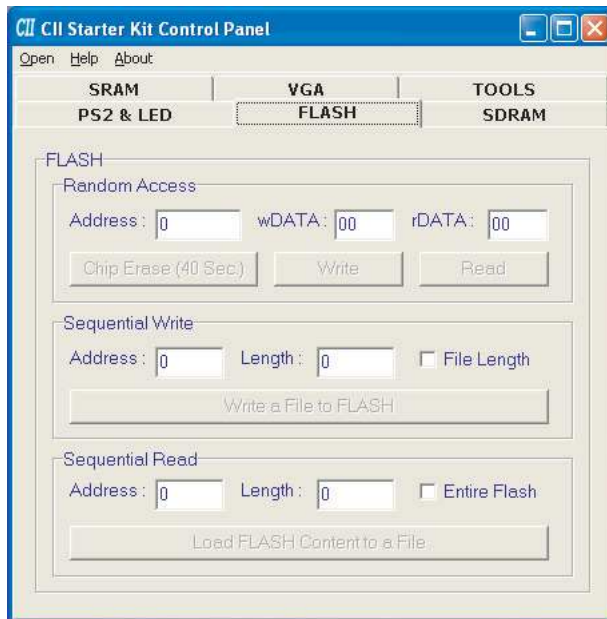 CII CII Starter Kit Control Panel
Open Help About
SRAM VGA TOOLS
PS2 & LED FLASH SDRAM
FLASH
Random Access
Address : 0 wDATA : 00 rDATA : 00
Chip Erase (40 Sec.) Write Read
Sequential Write
Address : 0 Length : 0 File Length
Write a File to FLASH
Sequential Read
Address : 0 Length : 0 Entire Flash
Load FLASH Content to a File